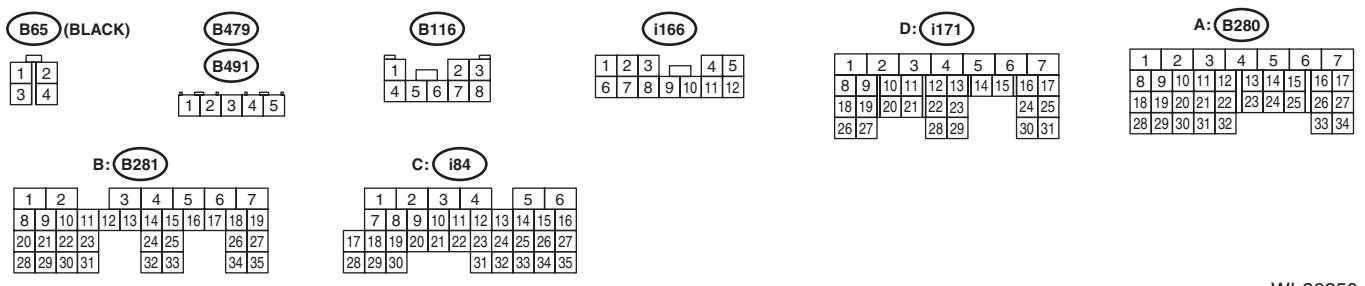 B65 (BLACK)
B479
B491
B116
i166
D: i171
A: B280
1 2
3 4
1 2 3 4 5
1 2 3
4 5 6 7 8
1 2 3 4 5
6 7 8 9 10 11 12
1 2 3 4 5 6 7
8 9 10 11 12 13 14 15 16 17
18 19 20 21 22 23 24 25
26 27 28 29 30 31
1 2 3 4 5 6 7
8 9 10 11 12 13 14 15 16 17
18 19 20 21 22 23 24 25 26 27
28 29 30 31 32 33 34
B: B281
C: i84
1 2 3 4 5 6 7
8 9 10 11 12 13 14 15 16 17 18 19
20 21 22 23 24 25 26 27
28 29 30 31 32 33 34 35
1 2 3 4 5 6
7 8 9 10 11 12 13 14 15 16
17 18 19 20 21 22 23 24 25 26 27
28 29 30 31 32 33 34 35